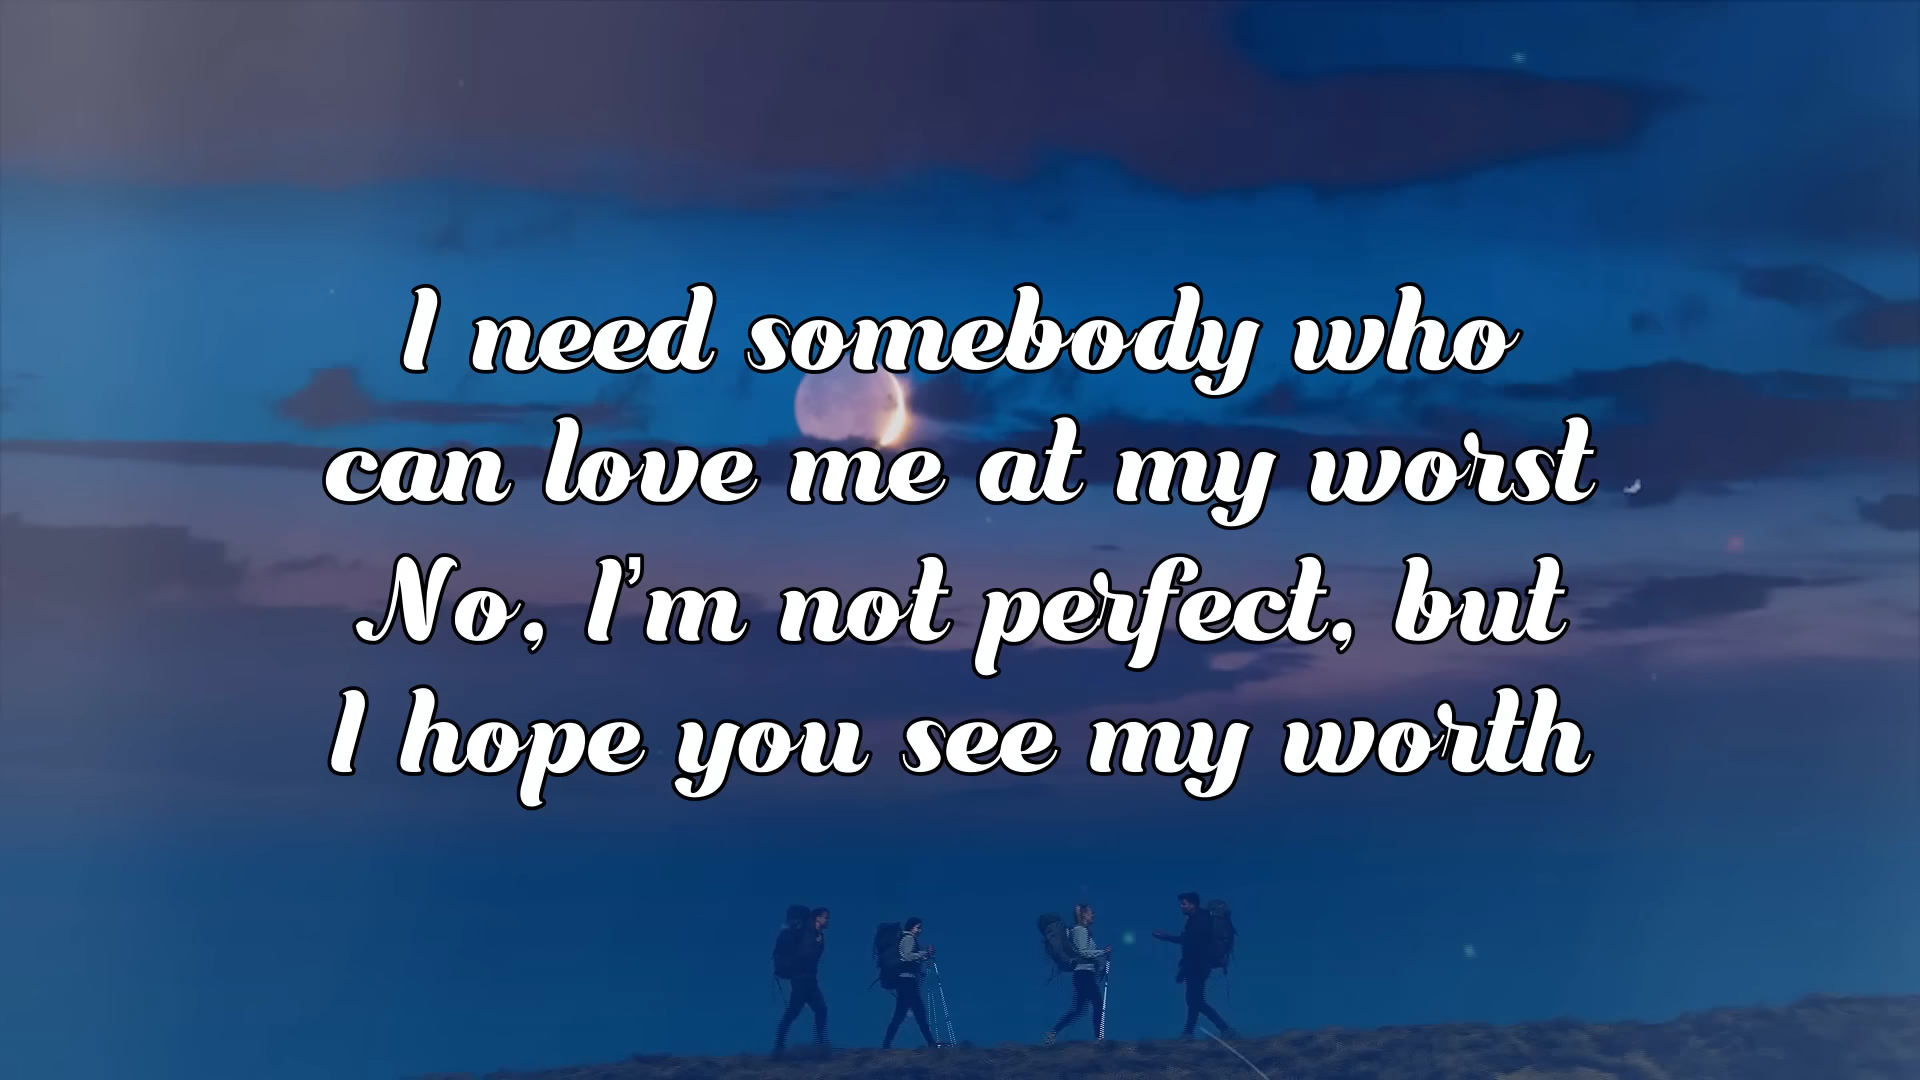 I need somebody who
can love me at my worst
No, I'm not perfect, but
I hope you see my worth